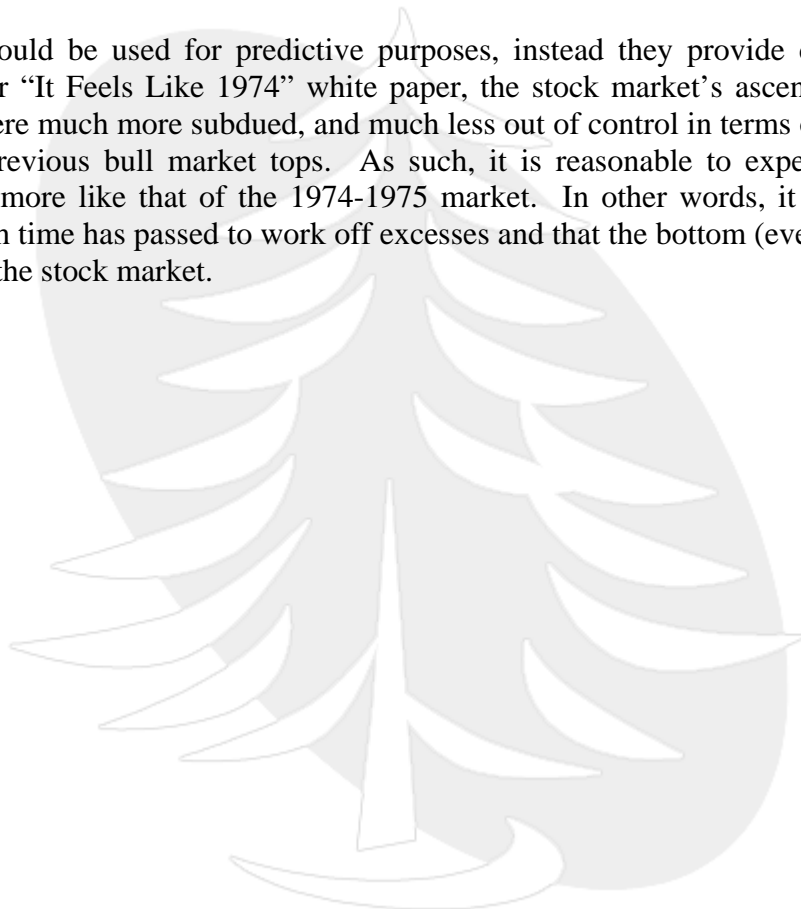 ould be used for predictive purposes, instead they provide
“It Feels Like 1974” white paper, the stock market’s ascen
ere much more subdued, and much less out of control in terms
revious bull market tops. As such, it is reasonable to expe
more like that of the 1974-1975 market. In other words, it
time has passed to work off excesses and that the bottom (eve
the stock market.